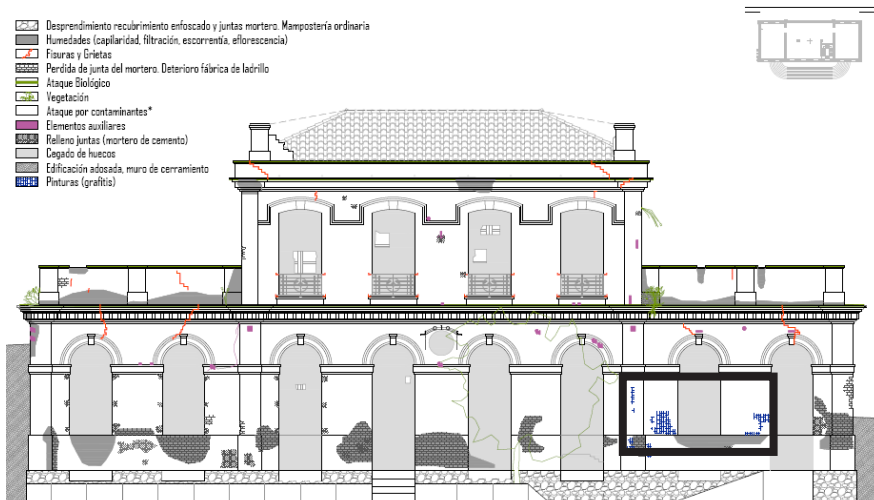 Desprendimiento recubrimiento enfoscado y juntas mortero. Mampostería ordinaria
Humedades (capilaridad, filtración, escorrentía, eflorescencia)
Fisuras y Grietas
Perdida de junta del mortero. Deterioro fábrica de ladrillo
Ataque Biológico
Vegetación
Ataque por contaminantes*
Elementos auxiliares
Relleno juntas (mortero de cemento)
Cegado de huecos
Edificación adosada, muro de cerramiento
Pinturas (grafitis)